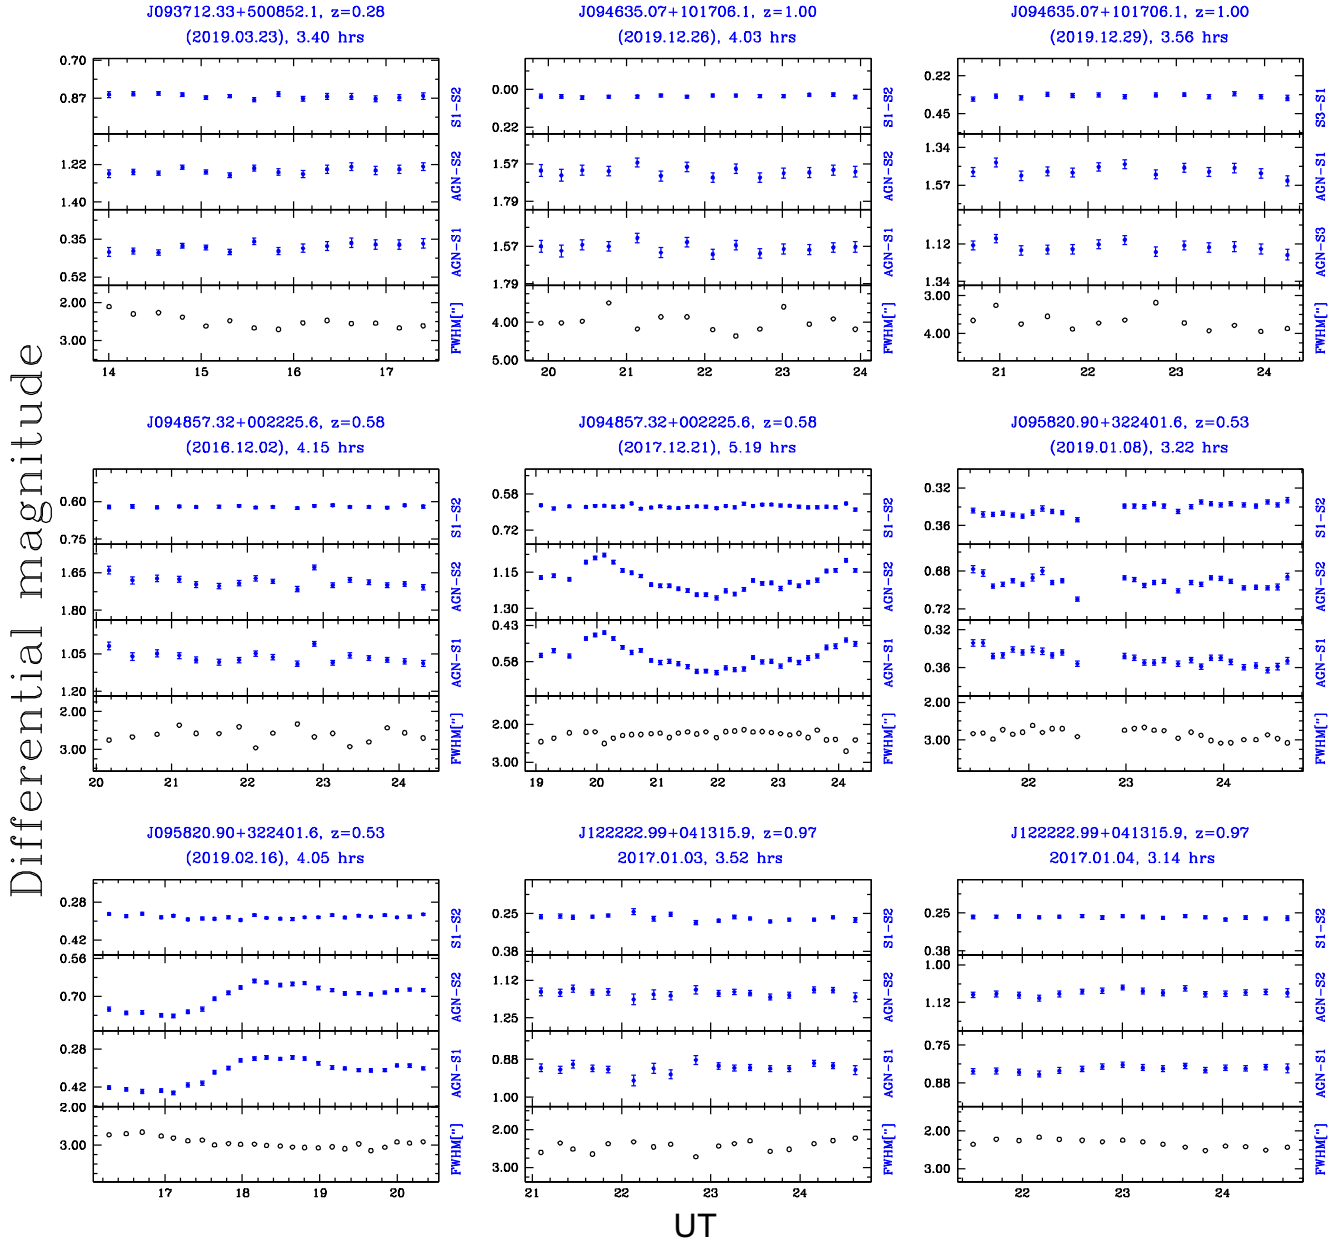 J093712.33+500852.1, z=0.28
(2019.03.23), 3.40 hrs
0.70
0.87
S1-S2
1.22
1.40
AGN-S2
0.35
0.52
AGN-S1
2.00
3.00
FWHM["]
14 15 16 17
J094635.07+101706.1, z=1.00
(2019.12.26), 4.03 hrs
0.00
0.22
S1-S2
1.57
1.79
AGN-S2
1.57
1.79
AGN-S1
4.00
5.00
FWHM["]
20 21 22 23 24
J094635.07+101706.1, z=1.00
(2019.12.29), 3.56 hrs
0.22
0.45
S3-S1
1.34
1.57
AGN-S1
1.12
1.34
AGN-S3
3.00
4.00
FWHM["]
21 22 23 24
Differential magnitude
J094857.32+002225.6, z=0.58
(2016.12.02), 4.15 hrs
0.60
0.75
S1-S2
1.65
1.80
AGN-S2
1.05
1.20
AGN-S1
2.00
3.00
FWHM["]
20 21 22 23 24
J094857.32+002225.6, z=0.58
(2017.12.21), 5.19 hrs
0.58
0.72
S1-S2
1.15
1.30
AGN-S2
0.43
0.58
AGN-S1
2.00
3.00
FWHM["]
19 20 21 22 23 24
J095820.90+322401.6, z=0.53
(2019.01.08), 3.22 hrs
0.32
0.36
S1-S2
0.68
0.72
AGN-S2
0.32
0.36
AGN-S1
2.00
3.00
FWHM["]
22 23 24
J095820.90+322401.6, z=0.53
(2019.02.16), 4.05 hrs
0.28
0.42
S1-S2
0.56
0.70
AGN-S2
0.28
0.42
AGN-S1
2.00
3.00
FWHM["]
17 18 19 20
J122222.99+041315.9, z=0.97
2017.01.03, 3.52 hrs
0.25
0.38
S1-S2
1.12
1.25
AGN-S2
0.88
1.00
AGN-S1
2.00
3.00
FWHM["]
21 22 23 24
J122222.99+041315.9, z=0.97
2017.01.04, 3.14 hrs
0.25
0.38
S1-S2
1.00
1.12
AGN-S2
0.75
0.88
AGN-S1
2.00
3.00
FWHM["]
22 23 24
UT